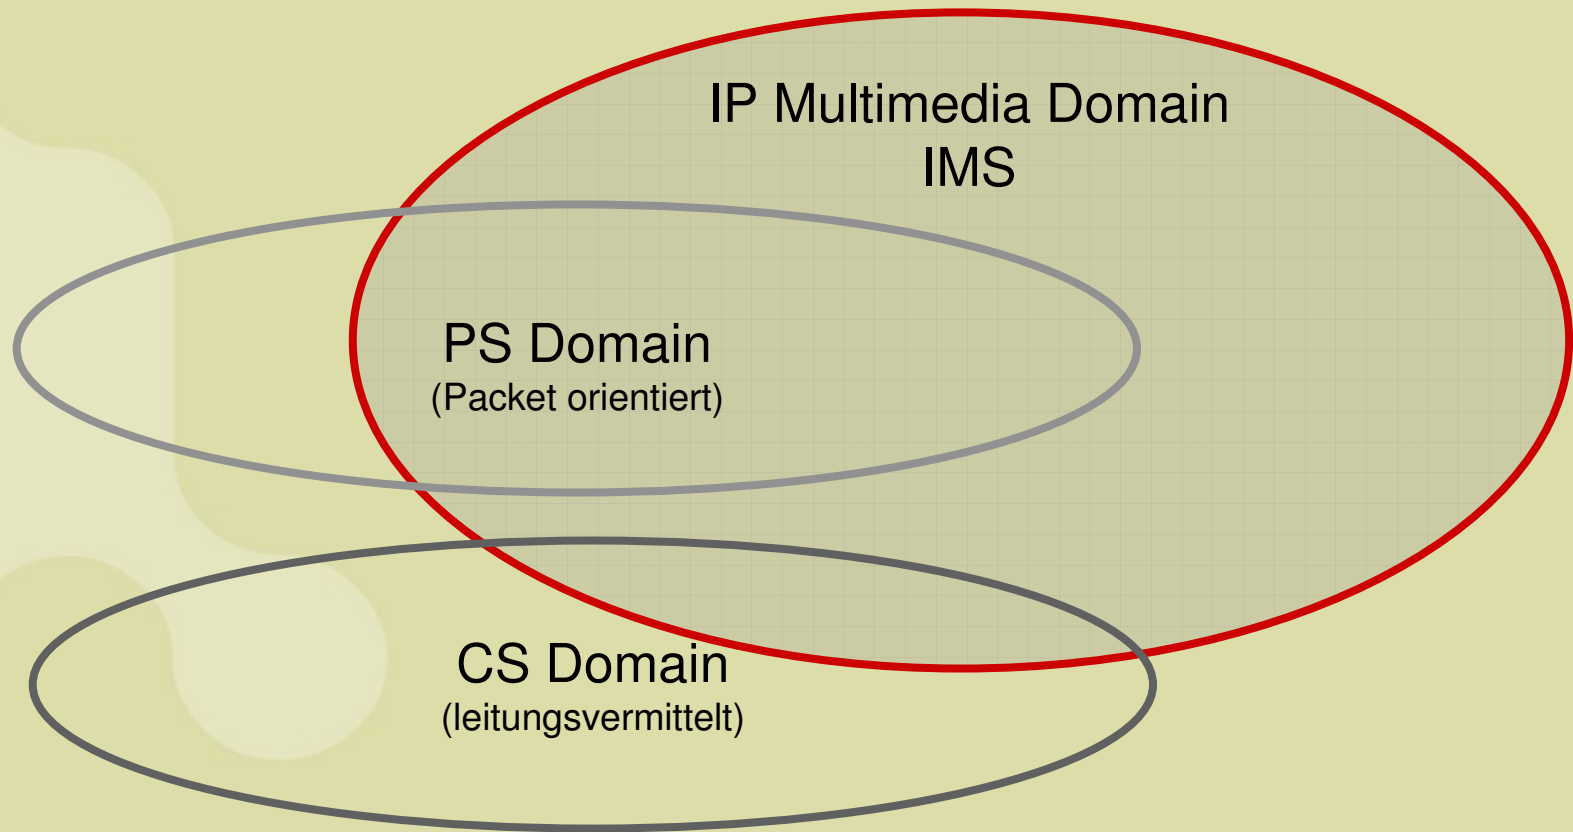 IP Multimedia Domain
IMS
PS Domain
(Packet orientiert)
CS Domain
(leitungsvermittelt)